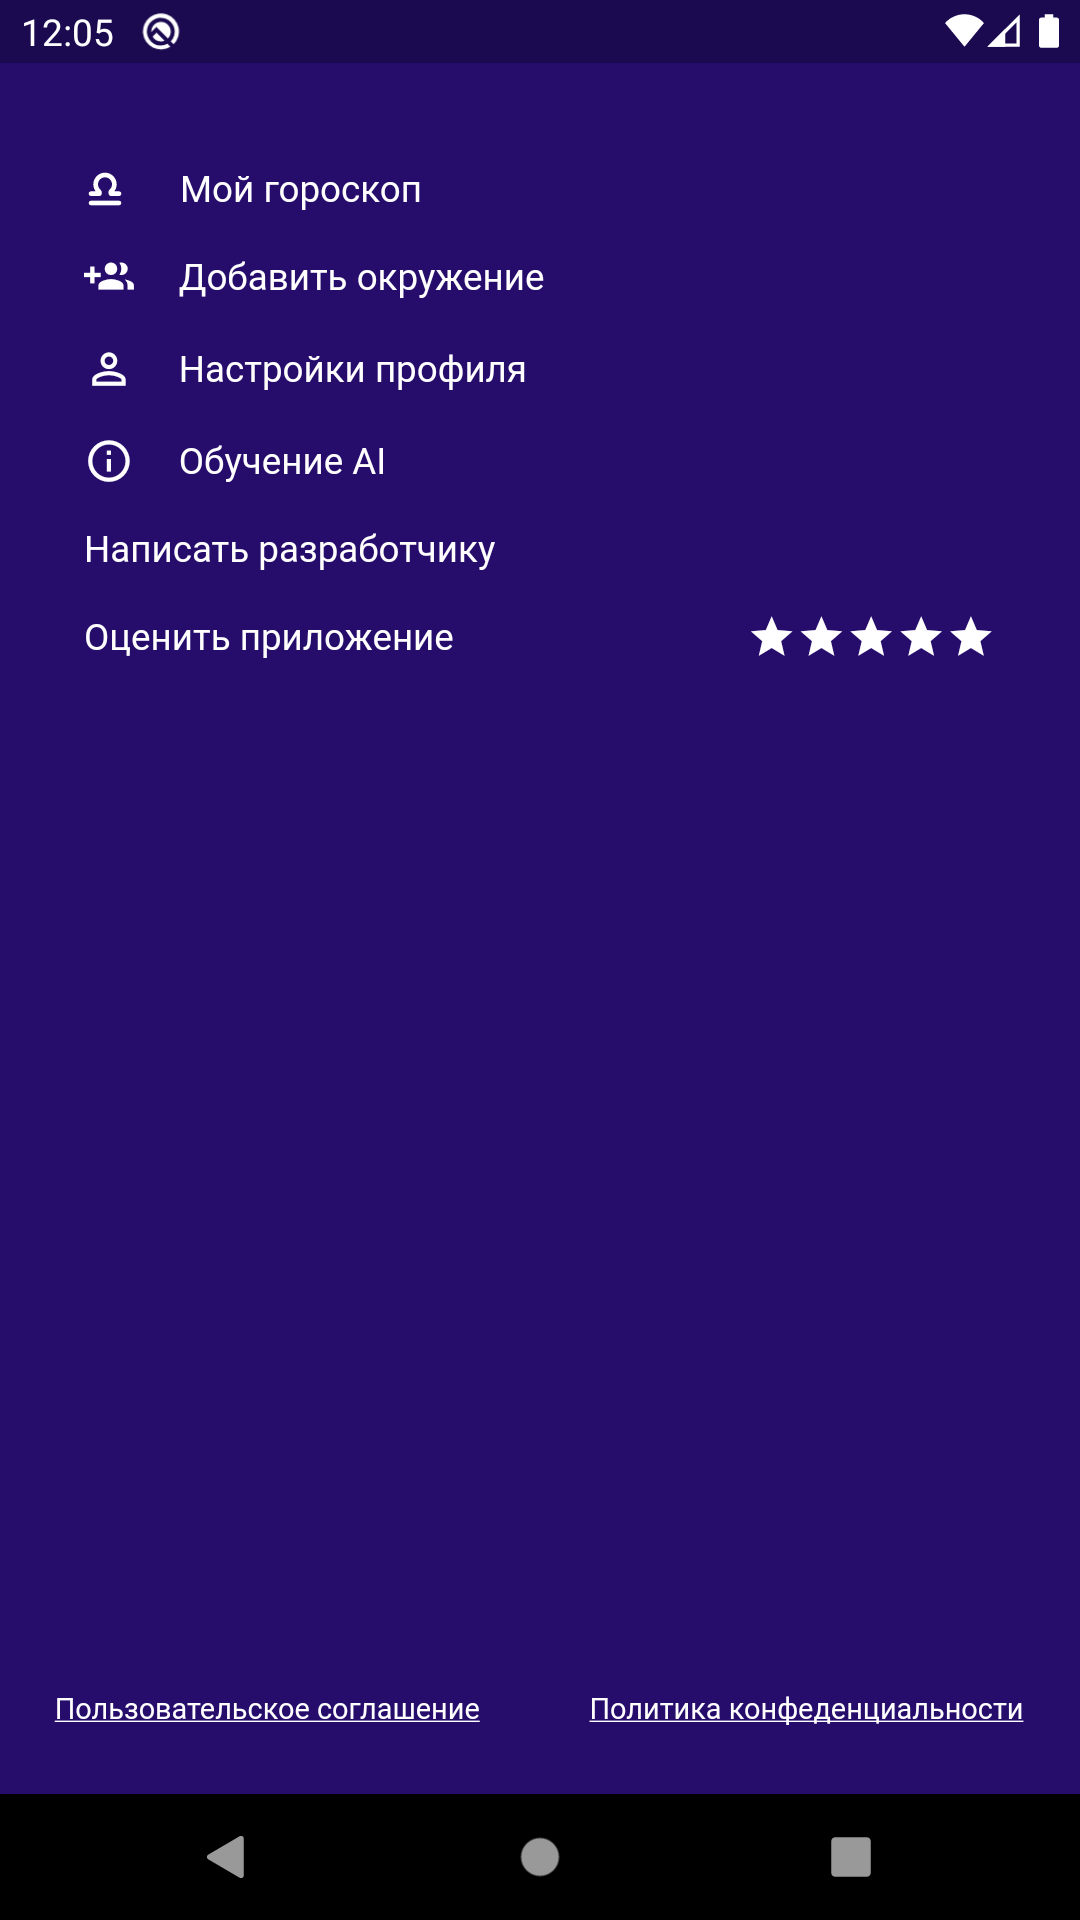 12:05
Мой гороскоп
Добавить окружение
Настройки профиля
Обучение AI
Написать разработчику
Оценить приложение
Пользовательское соглашение
Политика конфеденциальности